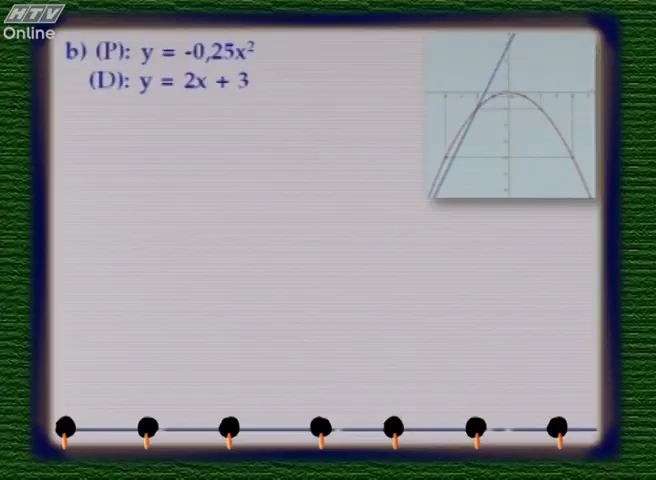 HTV
Online
b) (P): y = -0,25x²
(D): y = 2x + 3